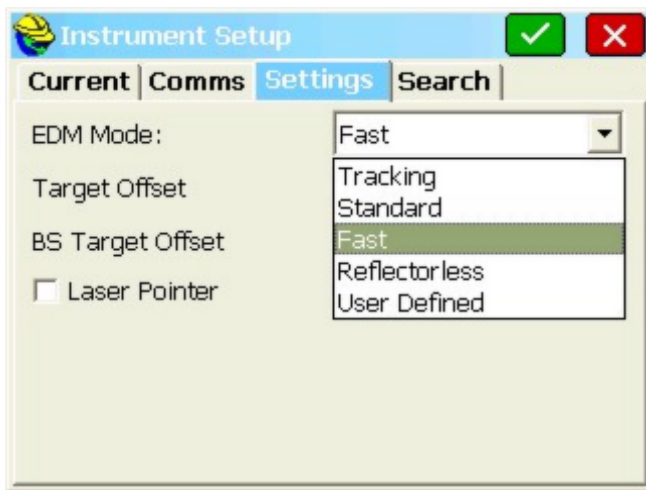 Instrument Setup
Current Comms Settings Search
EDM Mode: Fast
Target Offset
BS Target Offset
Laser Pointer
Tracking
Standard
Fast
Reflectorless
User Defined